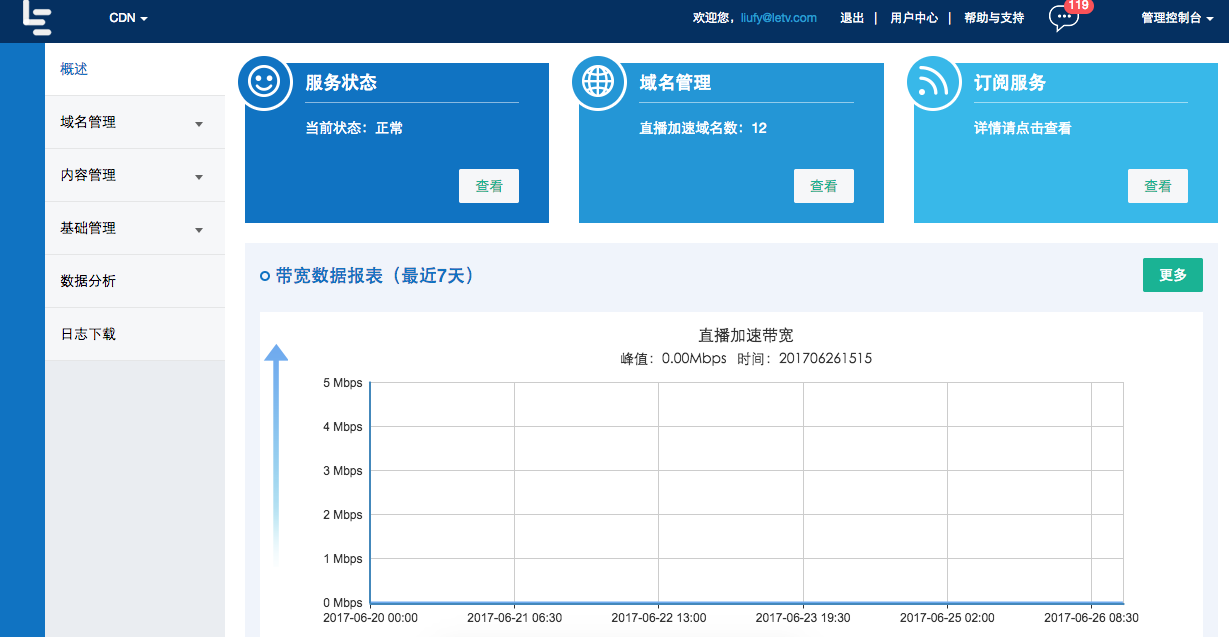 CDN
欢迎您，liufy@letv.com 退出 | 用户中心 | 帮助与支持 119 管理控制台
概述
域名管理
内容管理
基础管理
数据分析
日志下载
服务状态
当前状态：正常
查看
域名管理
直播加速域名数：12
查看
订阅服务
详情请点击查看
查看
带宽数据报表（最近7天）
更多
直播加速带宽
峰值：0.00Mbps 时间：201706261515
5 Mbps
4 Mbps
3 Mbps
2 Mbps
1 Mbps
0 Mbps
2017-06-20 00:00 2017-06-21 06:30 2017-06-22 13:00 2017-06-23 19:30 2017-06-25 02:00 2017-06-26 08:30